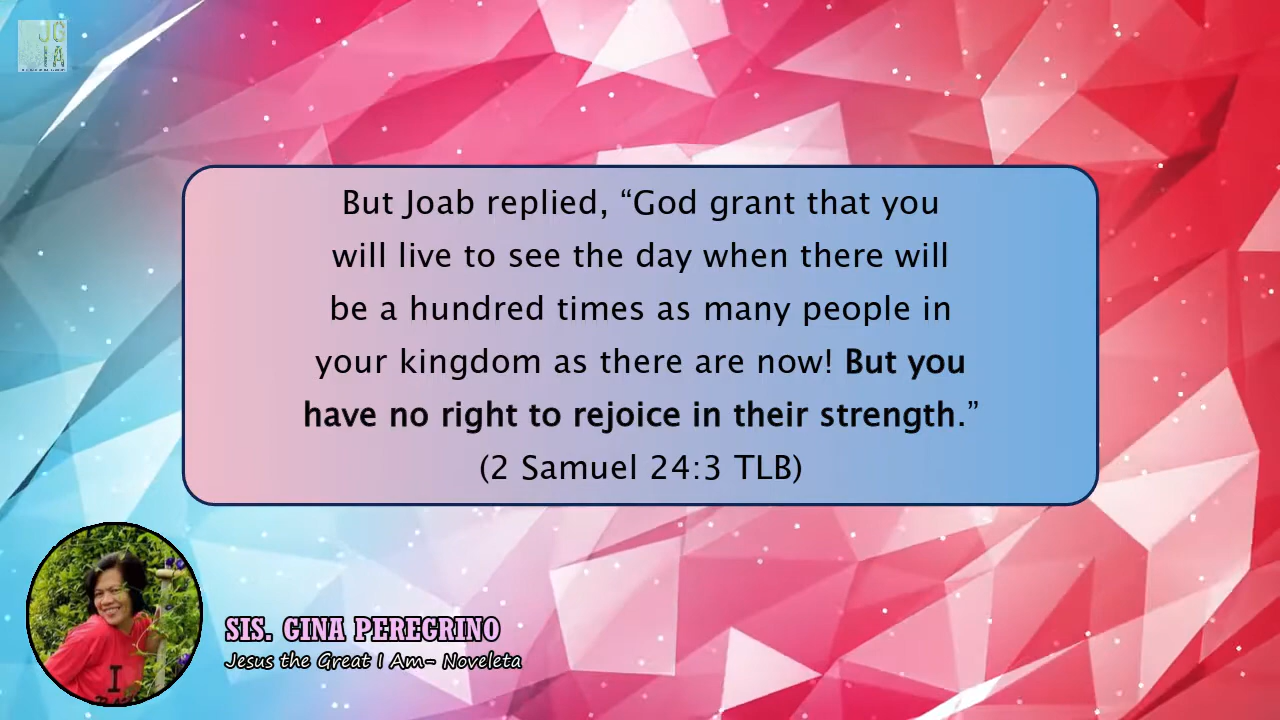 JG
IA
But Joab replied, “God grant that you
will live to see the day when there will
be a hundred times as many people in
your kingdom as there are now! But you
have no right to rejoice in their strength.”
(2 Samuel 24:3 TLB)
I
SIS. GINA PEREGRINO
Jesus the Great I Am- Noveleta